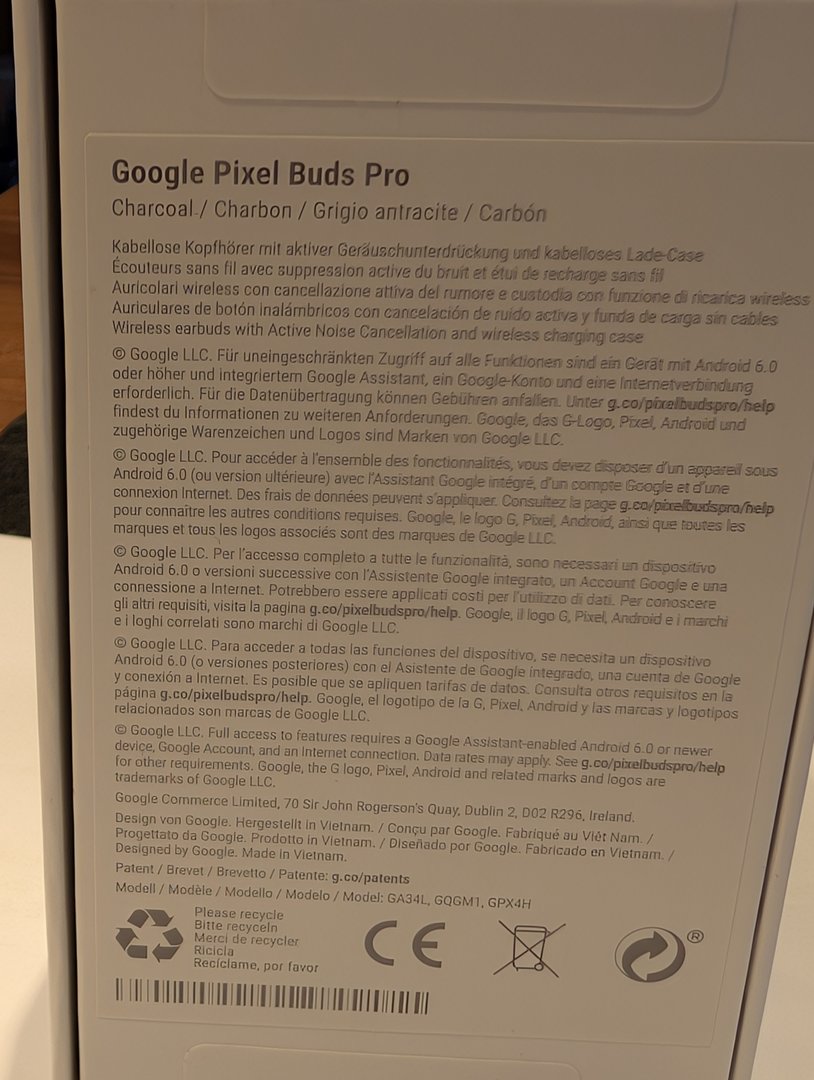 Google Pixel Buds Pro
Charcoal / Charbon / Grigio antracite / Carbón
Kabellose Kopfhörer mit aktiver Geräuschunterdrückung und kabelloses Lade-Case
Écouteurs sans fil avec suppression active du bruit et étui de recharge sans fil
Auricolari wireless con cancellazione attiva del rumore e custodia con funzione di ricarica wireless
Auriculares de botón inalámbricos con cancelación de ruido activa y funda de carga sin cables
Wireless earbuds with Active Noise Cancellation and wireless charging case
© Google LLC. Für uneingeschränkten Zugriff auf alle Funktionen sind ein Gerät mit Android 6.0
oder höher und integriertem Google Assistant, ein Google-Konto und eine Internetverbindung
erforderlich. Für die Datenübertragung können Gebühren anfallen. Unter g.co/pixelbudspro/help
findest du Informationen zu weiteren Anforderungen. Google, das G-Logo, Pixel, Android und
zugehörige Warenzeichen und Logos sind Marken von Google LLC.
© Google LLC. Pour accéder à l'ensemble des fonctionnalités, vous devez disposer d'un appareil sous
Android 6.0 (ou version ultérieure) avec l'Assistant Google intégré, d'un compte Google et d'une
connexion Internet. Des frais de données peuvent s'appliquer. Consultez la page g.co/pixelbudspro/help
pour connaître les autres conditions requises. Google, le logo G, Pixel, Android, ainsi que toutes les
marques et tous les logos associés sont des marques de Google LLC.
© Google LLC. Per l'accesso completo a tutte le funzionalità, sono necessari un dispositivo
Android 6.0 o versioni successive con l'Assistente Google integrato, un Account Google e una
connessione a Internet. Potrebbero essere applicati costi per l'utilizzo di dati. Per conoscere
gli altri requisiti, visita la pagina g.co/pixelbudspro/help. Google, il logo G, Pixel, Android e i marchi
e i loghi correlati sono marchi di Google LLC.
© Google LLC. Para acceder a todas las funciones del dispositivo, se necesita un dispositivo
Android 6.0 (o versiones posteriores) con el Asistente de Google integrado, una cuenta de Google
y conexión a Internet. Es posible que se apliquen tarifas de datos. Consulta otros requisitos en la
página g.co/pixelbudspro/help. Google, el logotipo de la G, Pixel, Android y las marcas y logotipos
relacionados son marcas de Google LLC.
© Google LLC. Full access to features requires a Google Assistant-enabled Android 6.0 or newer
device, Google Account, and an Internet connection. Data rates may apply. See g.co/pixelbudspro/help
for other requirements. Google, the G logo, Pixel, Android and related marks and logos are
trademarks of Google LLC.
Google Commerce Limited, 70 Sir John Rogerson's Quay, Dublin 2, D02 R296, Ireland.
Design von Google. Hergestellt in Vietnam. / Conçu par Google. Fabriqué au Viêt Nam. /
Progettato da Google. Prodotto in Vietnam. / Diseñado por Google. Fabricado en Vietnam. /
Designed by Google. Made in Vietnam.
Patent / Brevet / Brevetto / Patente: g.co/patents
Modell / Modèle / Modello / Modelo / Model: GA34L, GQGM1, GPX4H
Please recycle
Bitte recyceln
Merci de recycler
Ricicla
Recíclame, por favor
CE
®